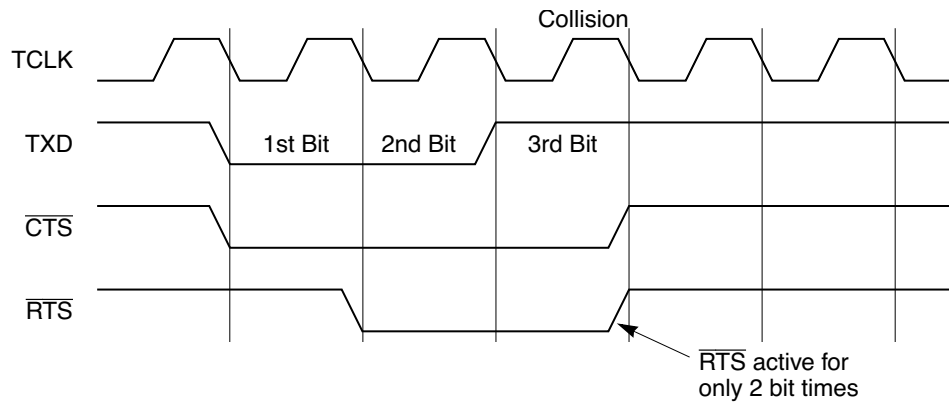 Collision
TCLK
TXD
1st Bit
2nd Bit
3rd Bit
CTS
RTS
RTS active for
only 2 bit times